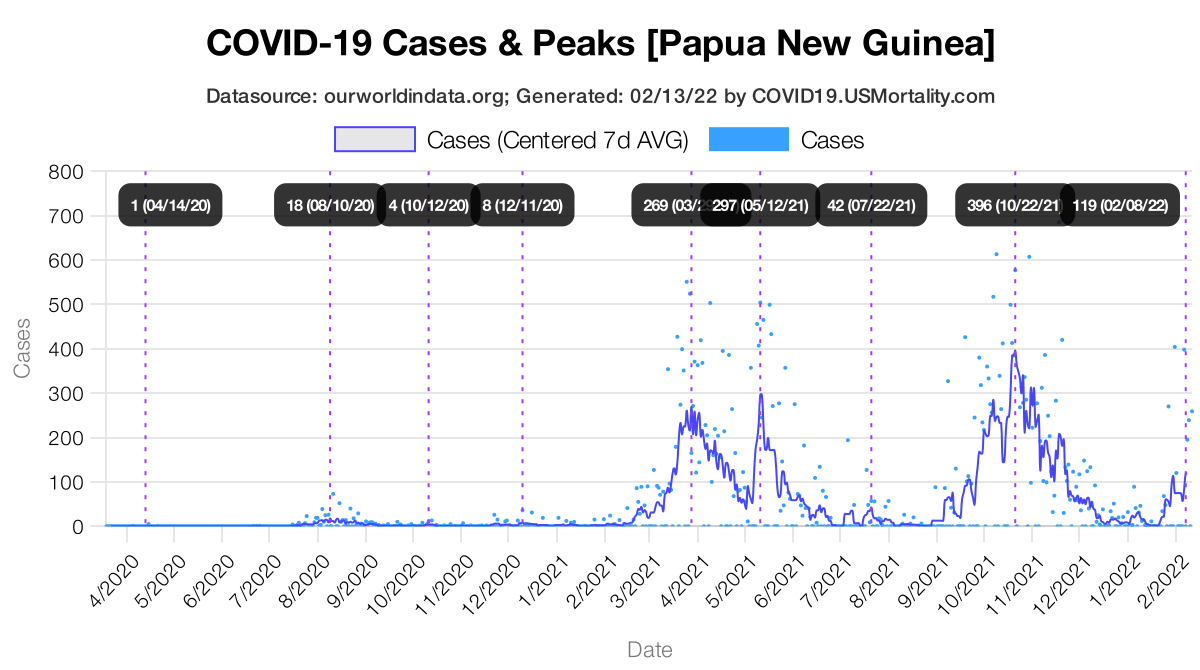 COVID-19 Cases & Peaks [Papua New Guinea]
Datasource: ourworldindata.org; Generated: 02/13/22 by COVID19.USMortality.com
Cases (Centered 7d AVG) Cases
800
1 (04/14/20) 18 (08/10/20) 4 (10/12/20) 8 (12/11/20) 269 (03/2 297 (05/12/21) 42 (07/22/21) 396 (10/22/21) 119 (02/08/22)
700
600
500
400
300
200
100
0
Cases
4/2020 5/2020 6/2020 7/2020 8/2020 9/2020 10/2020 11/2020 12/2020 1/2021 2/2021 3/2021 4/2021 5/2021 6/2021 7/2021 8/2021 9/2021 10/2021 11/2021 12/2021 1/2022 2/2022
Date